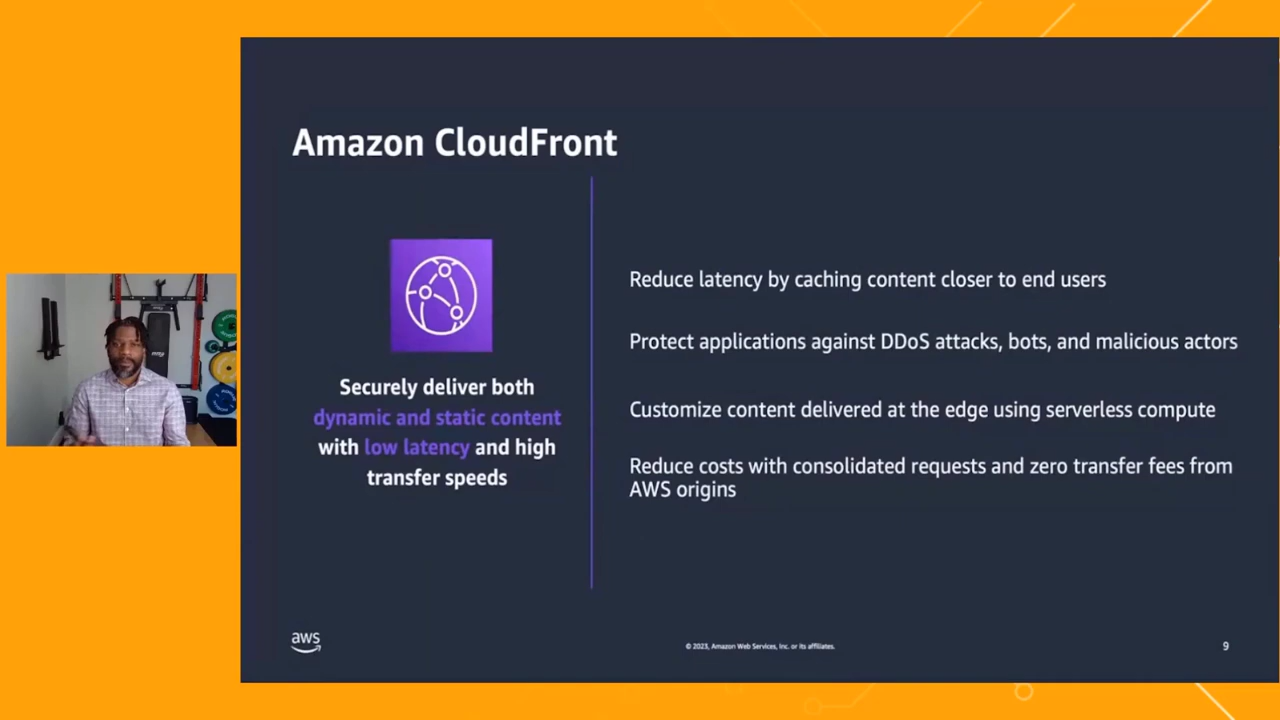 Amazon CloudFront
Securely deliver both
dynamic and static content
with low latency and high
transfer speeds
Reduce latency by caching content closer to end users
Protect applications against DDoS attacks, bots, and malicious actors
Customize content delivered at the edge using serverless compute
Reduce costs with consolidated requests and zero transfer fees from
AWS origins
aws
© 2023, Amazon Web Services, Inc. or its affiliates.
9